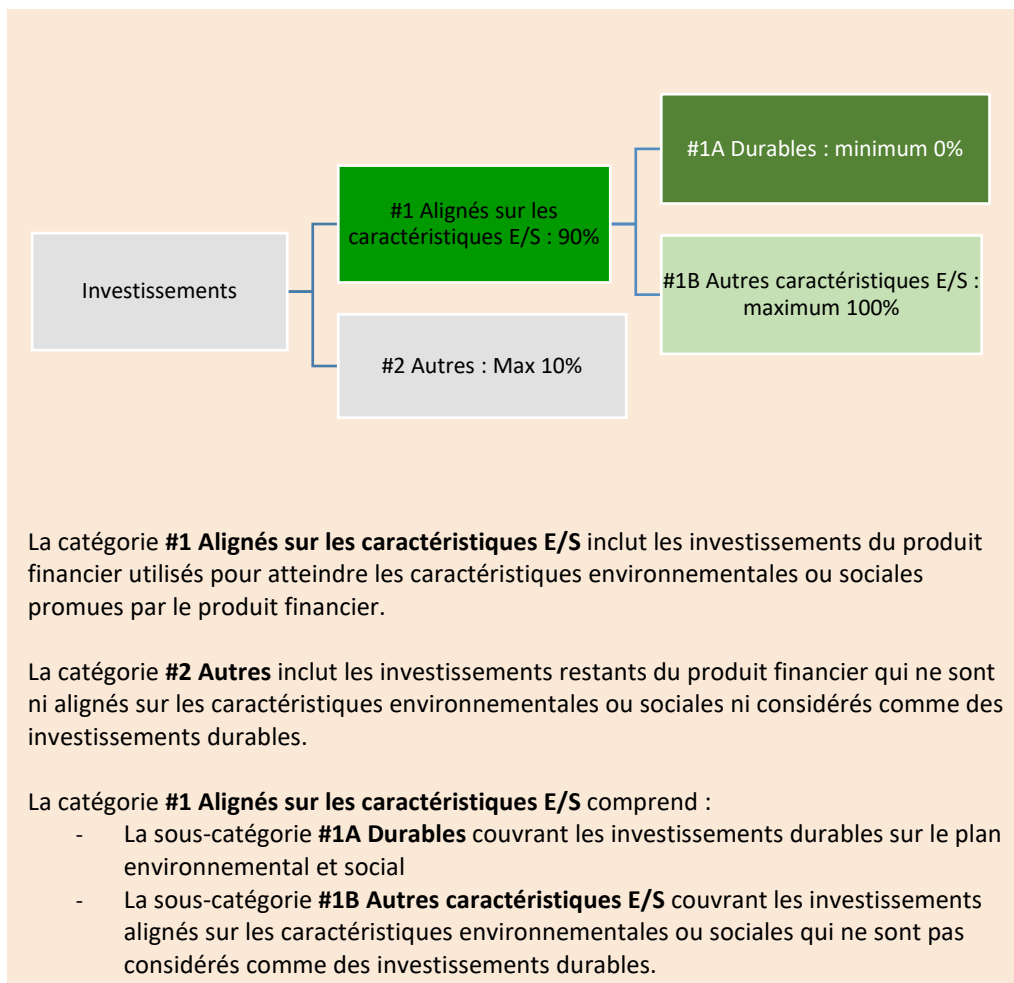 #1A Durables : minimum 0%
#1 Alignés sur les
caractéristiques E/S : 90%
Investissements
#1B Autres caractéristiques E/S :
maximum 100%
#2 Autres : Max 10%
La catégorie #1 Alignés sur les caractéristiques E/S inclut les investissements du produit
financier utilisés pour atteindre les caractéristiques environnementales ou sociales
promues par le produit financier.
La catégorie #2 Autres inclut les investissements restants du produit financier qui ne sont
ni alignés sur les caractéristiques environnementales ou sociales ni considérés comme des
investissements durables.
La catégorie #1 Alignés sur les caractéristiques E/S comprend :
- La sous-catégorie #1A Durables couvrant les investissements durables sur le plan
environnemental et social
- La sous-catégorie #1B Autres caractéristiques E/S couvrant les investissements
alignés sur les caractéristiques environnementales ou sociales qui ne sont pas
considérés comme des investissements durables.